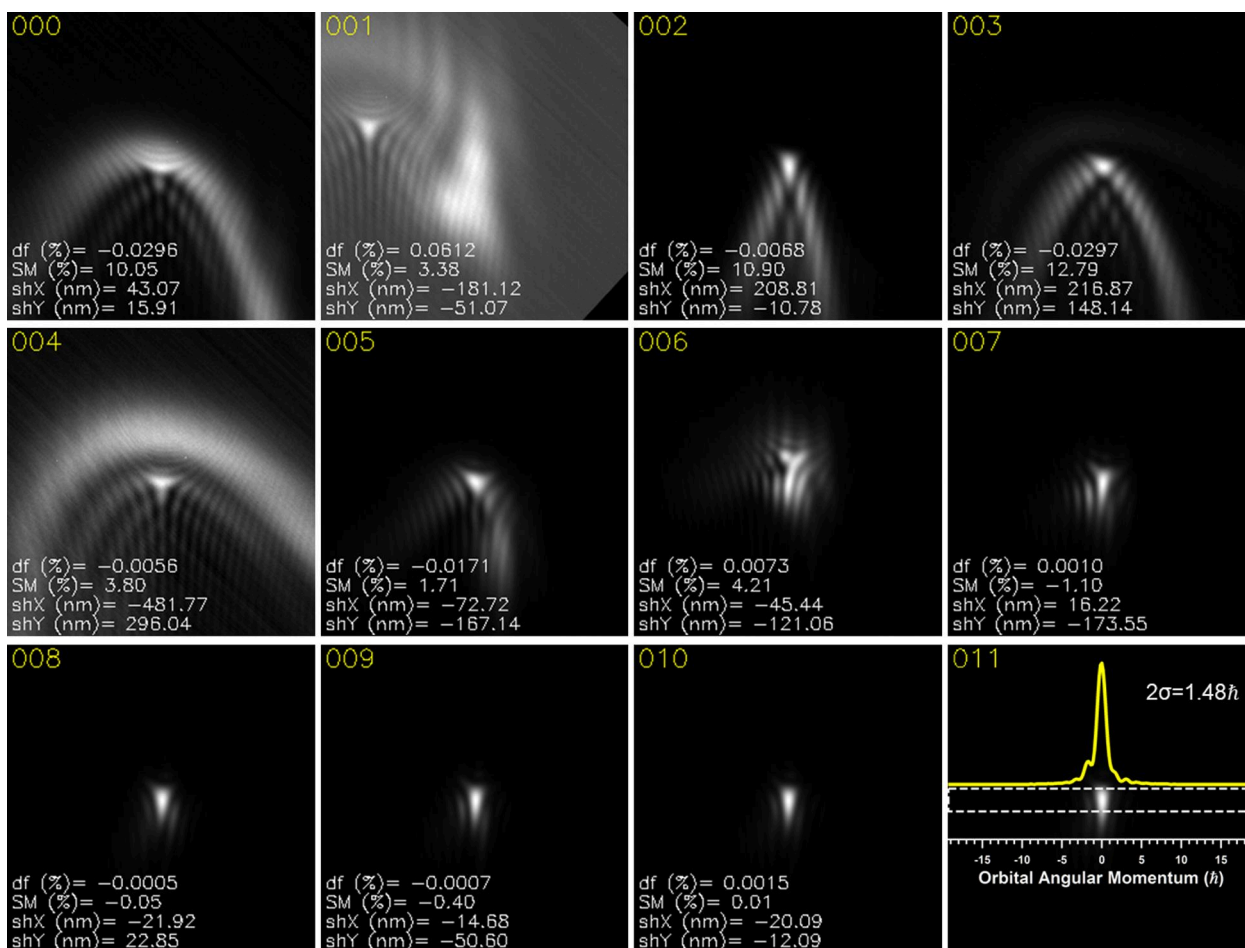 000
df (%)= -0.0296
SM (%)= 10.05
shX (nm)= 43.07
shY (nm)= 15.91
001
df (%)= 0.0612
SM (%)= 3.38
shX (nm)= -181.12
shY (nm)= -51.07
002
df (%)= -0.0068
SM (%)= 10.90
shX (nm)= 208.81
shY (nm)= -10.78
003
df (%)= -0.0297
SM (%)= 12.79
shX (nm)= 216.87
shY (nm)= 148.14
004
df (%)= -0.0056
SM (%)= 3.80
shX (nm)= -481.77
shY (nm)= 296.04
005
df (%)= -0.0171
SM (%)= 1.71
shX (nm)= -72.72
shY (nm)= -167.14
006
df (%)= 0.0073
SM (%)= 4.21
shX (nm)= -45.44
shY (nm)= -121.06
007
df (%)= 0.0010
SM (%)= -1.10
shX (nm)= 16.22
shY (nm)= -173.55
008
df (%)= -0.0005
SM (%)= -0.05
shX (nm)= -21.92
shY (nm)= 22.85
009
df (%)= -0.0007
SM (%)= -0.40
shX (nm)= -14.68
shY (nm)= -50.60
010
df (%)= 0.0015
SM (%)= 0.01
shX (nm)= -20.09
shY (nm)= -12.09
011
2σ=1.48ℏ
-15 -10 -5 0 5 10 15
Orbital Angular Momentum (ℏ)